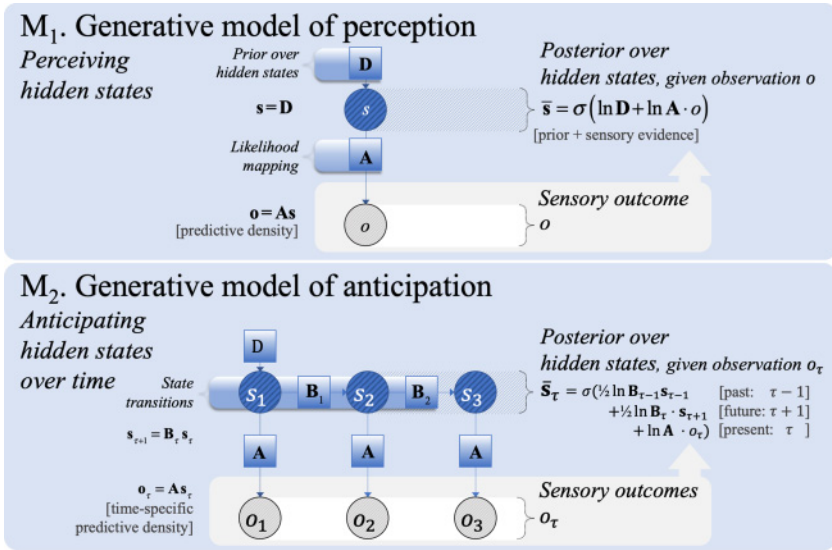 M₁. Generative model of perception
Perceiving
hidden states
Prior over
hidden states
D
s = D
s
Likelihood
mapping
A
o = As
[predictive density]
o
Posterior over
hidden states, given observation o
s̄ = σ(ln D + ln A · o)
[prior + sensory evidence]
Sensory outcome
o
M₂. Generative model of anticipation
Anticipating
hidden states
over time
D
State
transitions
s₁
B₁
s₂
B₂
s₃
s_{τ+1} = B_τ s_τ
A
A
A
o_τ = As_τ
[time-specific
predictive density]
o₁
o₂
o₃
Posterior over
hidden states, given observation o_τ
s̄_τ = σ(½ ln B_{τ−1} s_{τ−1} [past: τ − 1]
+½ ln B_τ · s_{τ+1} [future: τ + 1]
+ ln A · o_τ) [present: τ ]
Sensory outcomes
o_τ